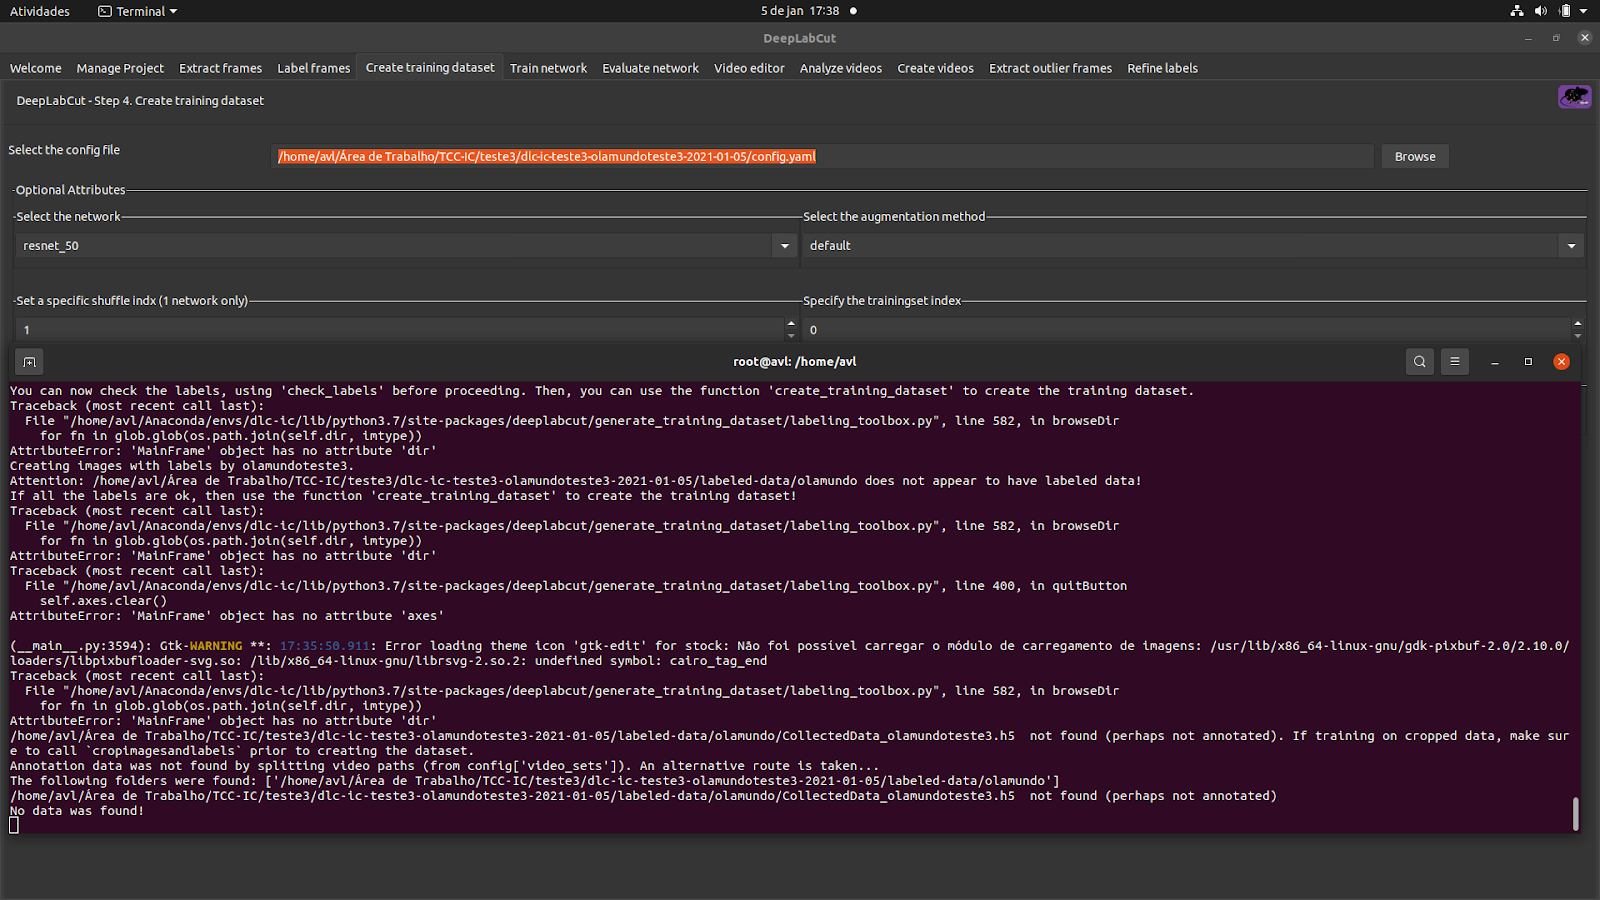 Atividades Terminal 5 de jan 17:38
DeepLabCut
Welcome Manage Project Extract frames Label frames Create training dataset Train network Evaluate network Video editor Analyze videos Create videos Extract outlier frames Refine labels
DeepLabCut - Step 4. Create training dataset
Select the config file /home/avl/Área de Trabalho/TCC-IC/teste3/dlc-ic-teste3-olamundoteste3-2021-01-05/config.yaml Browse
Optional Attributes
Select the network Select the augmentation method
resnet_50 default
Set a specific shuffle indx (1 network only) Specify the trainingset index
1 0
root@avl: /home/avl
You can now check the labels, using 'check_labels' before proceeding. Then, you can use the function 'create_training_dataset' to create the training dataset.
Traceback (most recent call last):
  File "/home/avl/Anaconda/envs/dlc-ic/lib/python3.7/site-packages/deeplabcut/generate_training_dataset/labeling_toolbox.py", line 582, in browseDir
    for fn in glob.glob(os.path.join(self.dir, imtype))
AttributeError: 'MainFrame' object has no attribute 'dir'
Creating images with labels by olamundoteste3.
Attention: /home/avl/Área de Trabalho/TCC-IC/teste3/dlc-ic-teste3-olamundoteste3-2021-01-05/labeled-data/olamundo does not appear to have labeled data!
If all the labels are ok, then use the function 'create_training_dataset' to create the training dataset!
Traceback (most recent call last):
  File "/home/avl/Anaconda/envs/dlc-ic/lib/python3.7/site-packages/deeplabcut/generate_training_dataset/labeling_toolbox.py", line 582, in browseDir
    for fn in glob.glob(os.path.join(self.dir, imtype))
AttributeError: 'MainFrame' object has no attribute 'dir'
Traceback (most recent call last):
  File "/home/avl/Anaconda/envs/dlc-ic/lib/python3.7/site-packages/deeplabcut/generate_training_dataset/labeling_toolbox.py", line 400, in quitButton
    self.axes.clear()
AttributeError: 'MainFrame' object has no attribute 'axes'
(__main__.py:3594): Gtk-WARNING **: 17:35:50.911: Error loading theme icon 'gtk-edit' for stock: Não foi possível carregar o módulo de carregamento de imagens: /usr/lib/x86_64-linux-gnu/gdk-pixbuf-2.0/2.10.0/
loaders/libpixbufloader-svg.so: /lib/x86_64-linux-gnu/librsvg-2.so.2: undefined symbol: cairo_tag_end
Traceback (most recent call last):
  File "/home/avl/Anaconda/envs/dlc-ic/lib/python3.7/site-packages/deeplabcut/generate_training_dataset/labeling_toolbox.py", line 582, in browseDir
    for fn in glob.glob(os.path.join(self.dir, imtype))
AttributeError: 'MainFrame' object has no attribute 'dir'
/home/avl/Área de Trabalho/TCC-IC/teste3/dlc-ic-teste3-olamundoteste3-2021-01-05/labeled-data/olamundo/CollectedData_olamundoteste3.h5  not found (perhaps not annotated). If training on cropped data, make sur
e to call `cropimagesandlabels` prior to creating the dataset.
Annotation data was not found by splitting video paths (from config['video_sets']). An alternative route is taken...
The following folders were found: ['/home/avl/Área de Trabalho/TCC-IC/teste3/dlc-ic-teste3-olamundoteste3-2021-01-05/labeled-data/olamundo']
/home/avl/Área de Trabalho/TCC-IC/teste3/dlc-ic-teste3-olamundoteste3-2021-01-05/labeled-data/olamundo/CollectedData_olamundoteste3.h5  not found (perhaps not annotated)
No data was found!